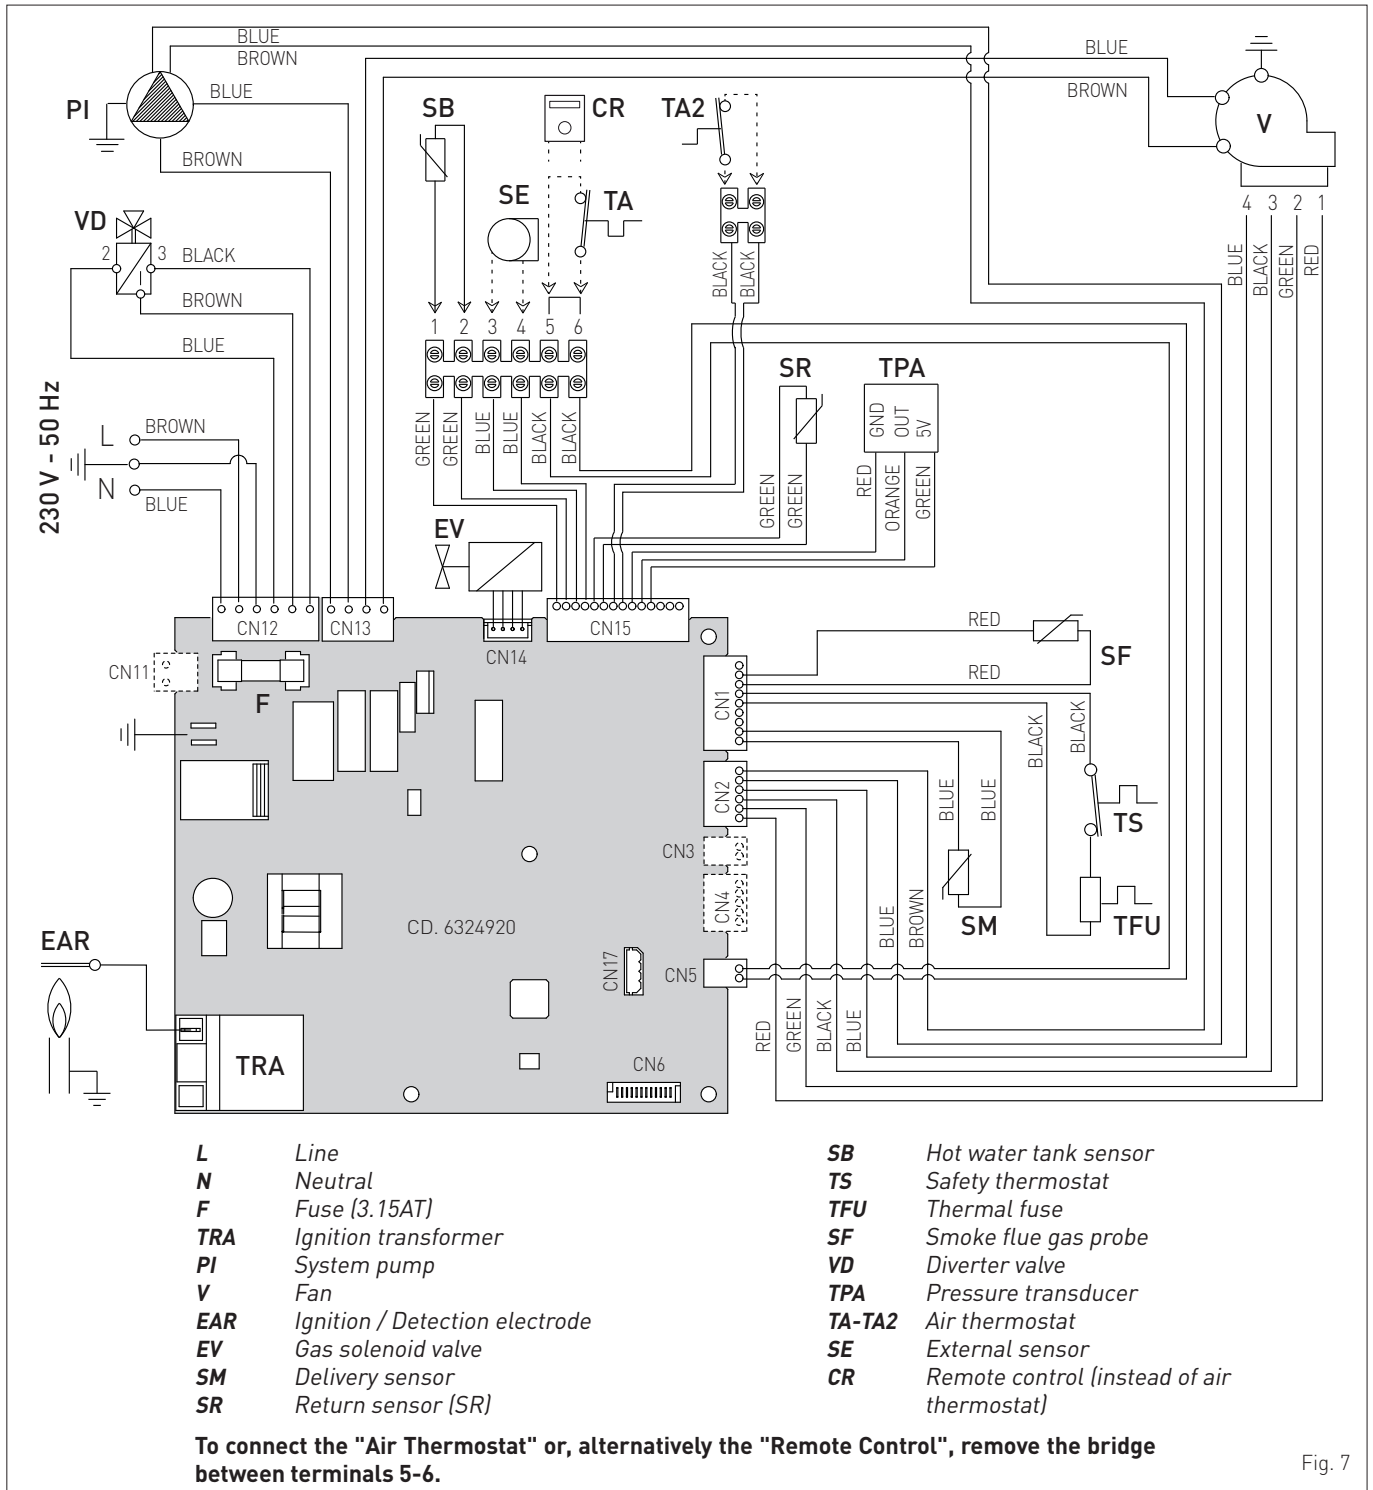 BLUE
BROWN
BLUE
BROWN
PI
BLUE
BROWN
SB
CR
TA2
V
SE
TA
4 3 2 1
BLUE
BLACK
GREEN
RED
VD
2 3
BLACK
BROWN
BLUE
BLACK
BLACK
1 2 3 4 5 6
GREEN
GREEN
BLUE
BLUE
BLACK
BLACK
SR
TPA
GND
OUT
5V
GREEN
GREEN
RED
ORANGE
GREEN
230 V - 50 Hz
L
BROWN
N
BLUE
EV
CN12
CN13
CN14
CN15
CN11
F
RED
SF
RED
CN1
BLACK
BLACK
CN2
BLUE
BLUE
TS
CN3
CN4
SM
TFU
CD. 6324920
BLUE
BROWN
EAR
CN17
CN5
RED
GREEN
BLACK
BLUE
TRA
CN6
L Line
N Neutral
F Fuse (3.15AT)
TRA Ignition transformer
PI System pump
V Fan
EAR Ignition / Detection electrode
EV Gas solenoid valve
SM Delivery sensor
SR Return sensor (SR)
SB Hot water tank sensor
TS Safety thermostat
TFU Thermal fuse
SF Smoke flue gas probe
VD Diverter valve
TPA Pressure transducer
TA-TA2 Air thermostat
SE External sensor
CR Remote control (instead of air
thermostat)
To connect the "Air Thermostat" or, alternatively the "Remote Control", remove the bridge
between terminals 5-6.
Fig. 7